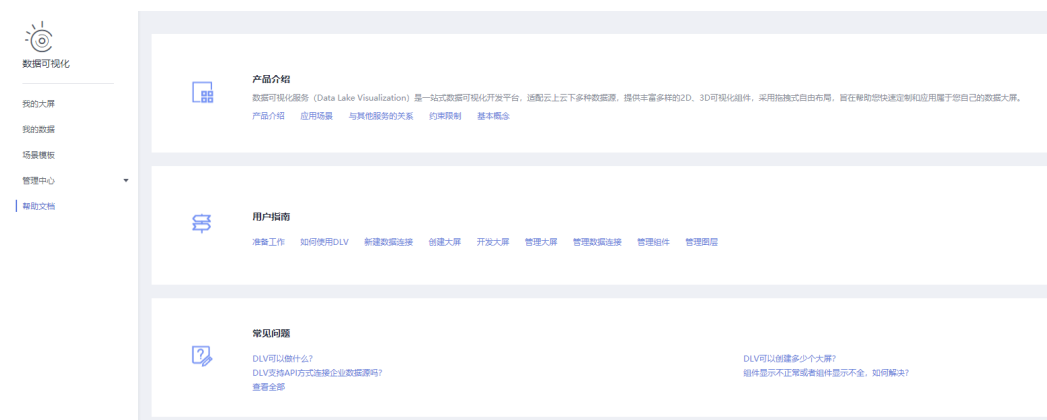 数据可视化
我的大屏
我的数据
场景模板
管理中心
帮助文档
产品介绍
数据可视化服务（Data Lake Visualization）是一站式数据可视化开发平台，适配云上云下多种数据源，提供丰富多样的2D、3D可视化组件，采用拖拽式自由布局，旨在帮助您快速定制和应用属于您自己的数据大屏。
产品介绍 应用场景 与其他服务的关系 约束限制 基本概念
用户指南
准备工作 如何使用DLV 新建数据连接 创建大屏 开发大屏 管理大屏 管理数据连接 管理组件 管理图层
常见问题
DLV可以做什么? DLV可以创建多少个大屏?
DLV支持API方式连接企业数据源吗? 组件显示不正常或者组件显示不全，如何解决?
查看全部